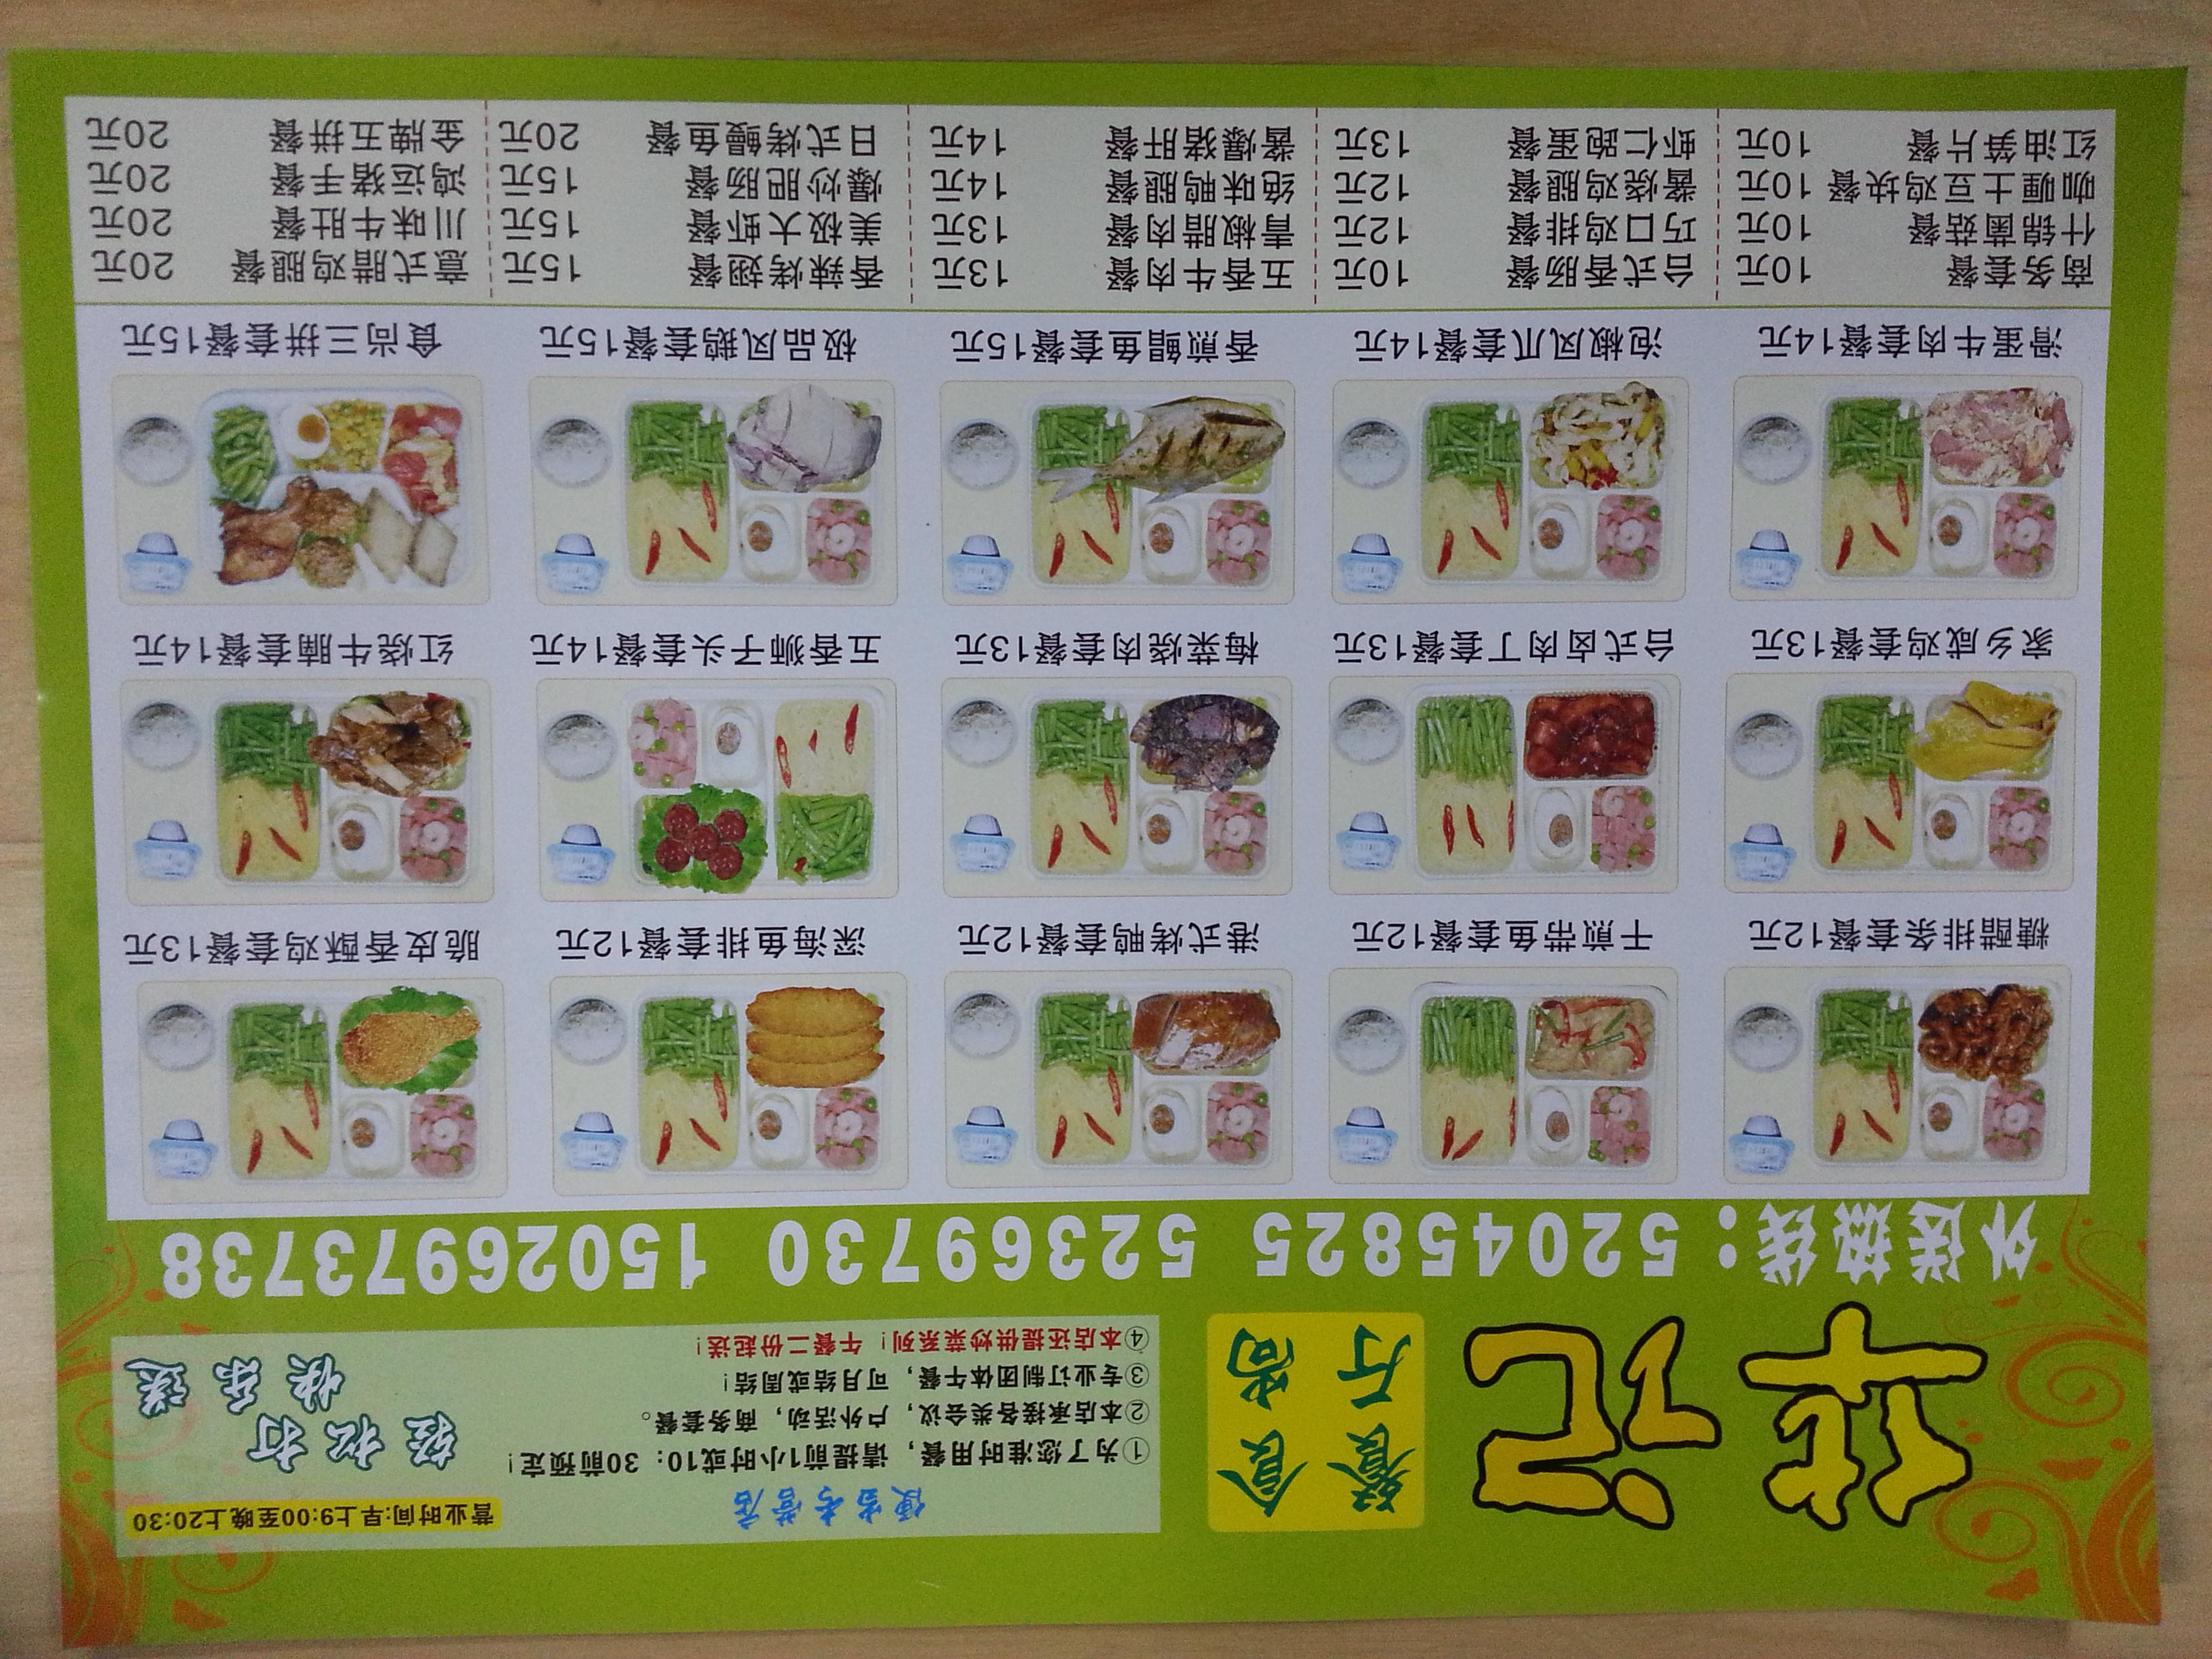 华记
食尚
餐厅
便当专营店
营业时间:早上9:00至晚上20:30
①为了您准时用餐，请提前1小时或10：30前预定！
②本店承接各类会议，户外活动，商务套餐。
③专业订制团体午餐，可月结或周结！
④本店还提供炒菜系列！午餐二份起送！
轻松打
快乐送
外送热线：52045825 52369730 15026973738
糖醋排条套餐12元 干煎带鱼套餐12元 港式烤鸭套餐12元 深海鱼排套餐12元 脆皮香酥鸡套餐13元
家乡咸鸡套餐13元 台式卤肉丁套餐13元 梅菜烧肉套餐13元 五香狮子头套餐14元 红烧牛腩套餐14元
滑蛋牛肉套餐14元 泡椒凤爪套餐14元 香煎鲳鱼套餐15元 极品风鹅套餐15元 食尚三拼套餐15元
商务套餐 10元
什锦菌菇餐 10元
咖喱土豆鸡块餐 10元
红油笋片餐 10元
台式香肠餐 10元
巧口鸡排餐 12元
酱烧鸡腿餐 12元
虾仁跑蛋餐 13元
五香牛肉餐 13元
青椒腊肉餐 13元
绝味鸭腿餐 14元
酱爆猪肝餐 14元
香辣烤翅餐 15元
美极大虾餐 15元
爆炒肥肠餐 15元
日式烤鳗鱼餐 20元
意式腊鸡腿餐 20元
川味牛肚餐 20元
鸿运猪手餐 20元
金牌五拼餐 20元